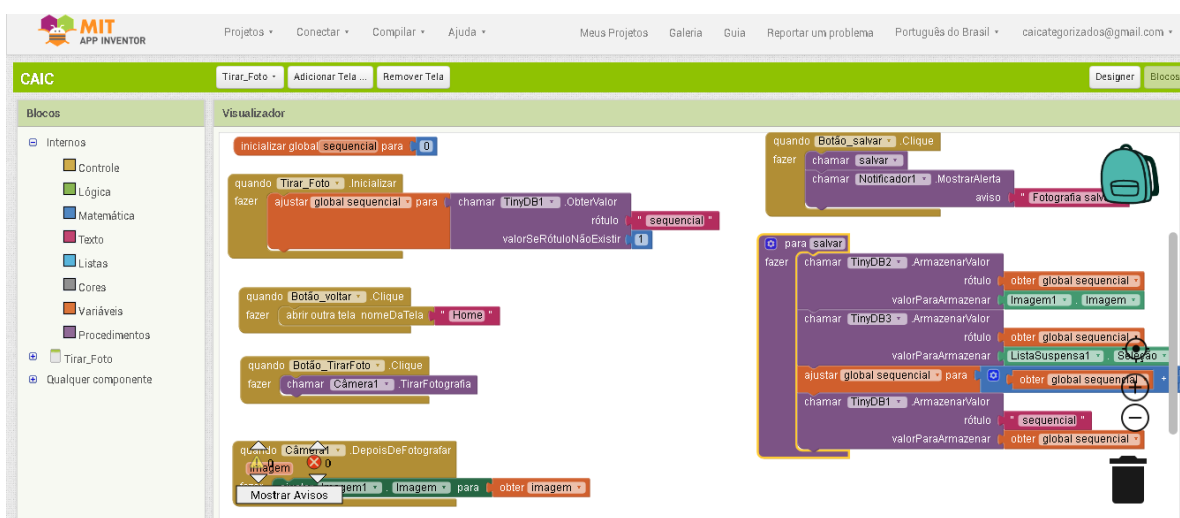 MIT
APP INVENTOR
Projetos Conectar Compilar Ajuda Meus Projetos Galeria Guia Reportar um problema Português do Brasil caicategorizados@gmail.com
CAIC Tirar_Foto Adicionar Tela ... Remover Tela Designer Blocos
Blocos
Internos
Controle
Lógica
Matemática
Texto
Listas
Cores
Variáveis
Procedimentos
Tirar_Foto
Qualquer componente
Visualizador
inicializar global sequencial para 0
quando Tirar_Foto .Inicializar
fazer ajustar global sequencial para chamar TinyDB1 .ObterValor
rótulo " sequencial "
valorSeRótuloNãoExistir 1
quando Botão_voltar .Clique
fazer abrir outra tela nomeDaTela " Home "
quando Botão_TirarFoto .Clique
fazer chamar Câmera1 .TirarFotografia
quando Câmera1 .DepoisDeFotografar
imagem
Imagem para obter imagem
0 0
Mostrar Avisos
quando Botão_salvar .Clique
fazer chamar salvar
chamar Notificador1 .MostrarAlerta
aviso " Fotografia
para salvar
fazer chamar TinyDB2 .ArmazenarValor
rótulo obter global sequencial
valorParaArmazenar Imagem1 . Imagem
chamar TinyDB3 .ArmazenarValor
rótulo obter global sequencial
valorParaArmazenar ListaSuspensa1 . Seleção
ajustar global sequencial para obter global sequencial +
chamar TinyDB1 .ArmazenarValor
rótulo " sequencial "
valorParaArmazenar obter global sequencial